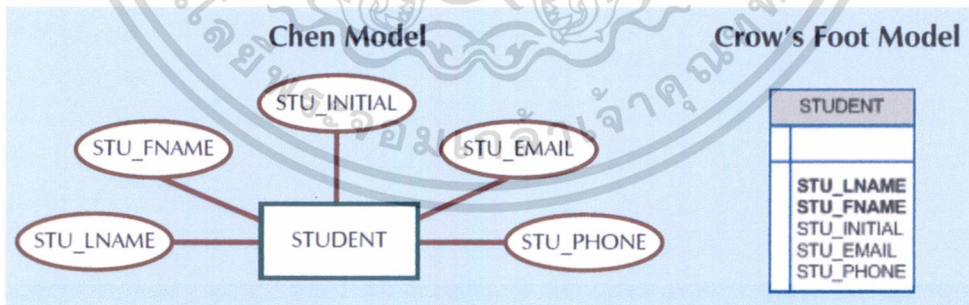 Chen Model
Crow's Foot Model
STU_INITIAL
STU_FNAME
STU_EMAIL
STU_LNAME
STUDENT
STU_PHONE
STUDENT
STU_LNAME
STU_FNAME
STU_INITIAL
STU_EMAIL
STU_PHONE